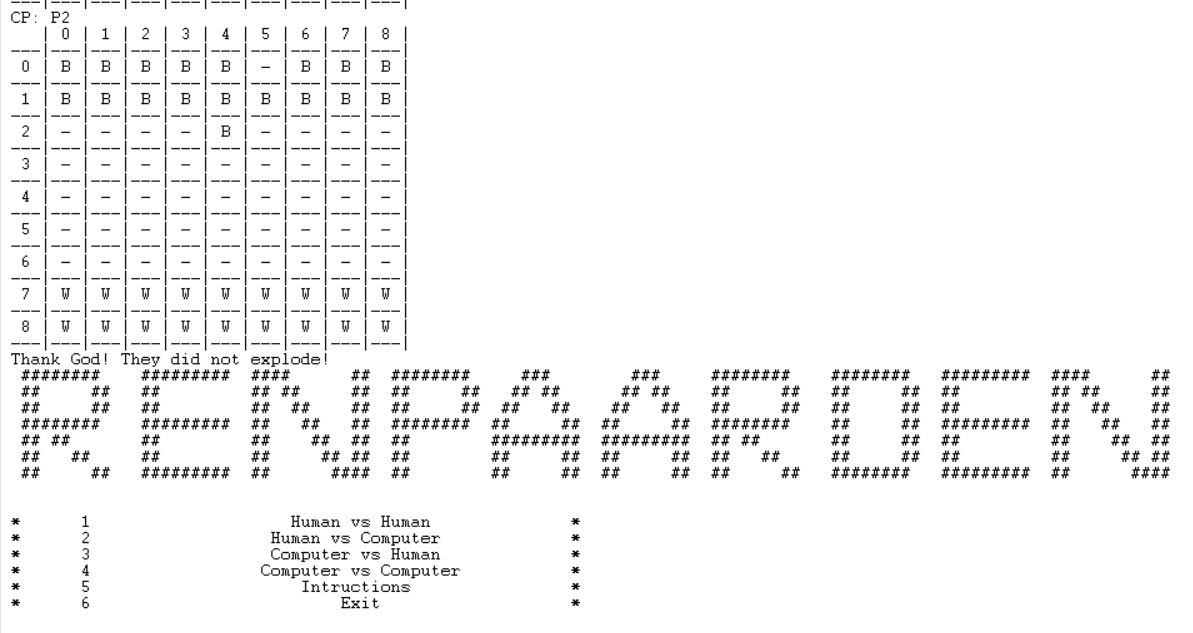 ---|---|---|---|---|---|---|---|---|---|
CP: P2
   | 0 | 1 | 2 | 3 | 4 | 5 | 6 | 7 | 8
---|---|---|---|---|---|---|---|---|---|
 0 | B | B | B | B | B | - | B | B | B |
---|---|---|---|---|---|---|---|---|---|
 1 | B | B | B | B | B | B | B | B | B |
---|---|---|---|---|---|---|---|---|---|
 2 | - | - | - | - | B | - | - | - | - |
---|---|---|---|---|---|---|---|---|---|
 3 | - | - | - | - | - | - | - | - | - |
---|---|---|---|---|---|---|---|---|---|
 4 | - | - | - | - | - | - | - | - | - |
---|---|---|---|---|---|---|---|---|---|
 5 | - | - | - | - | - | - | - | - | - |
---|---|---|---|---|---|---|---|---|---|
 6 | - | - | - | - | - | - | - | - | - |
---|---|---|---|---|---|---|---|---|---|
 7 | W | W | W | W | W | W | W | W | W |
---|---|---|---|---|---|---|---|---|---|
 8 | W | W | W | W | W | W | W | W | W |
---|---|---|---|---|---|---|---|---|---|
Thank God! They did not explode!
RENPAARDEN
* 1 Human vs Human *
* 2 Human vs Computer *
* 3 Computer vs Human *
* 4 Computer vs Computer *
* 5 Intructions *
* 6 Exit *